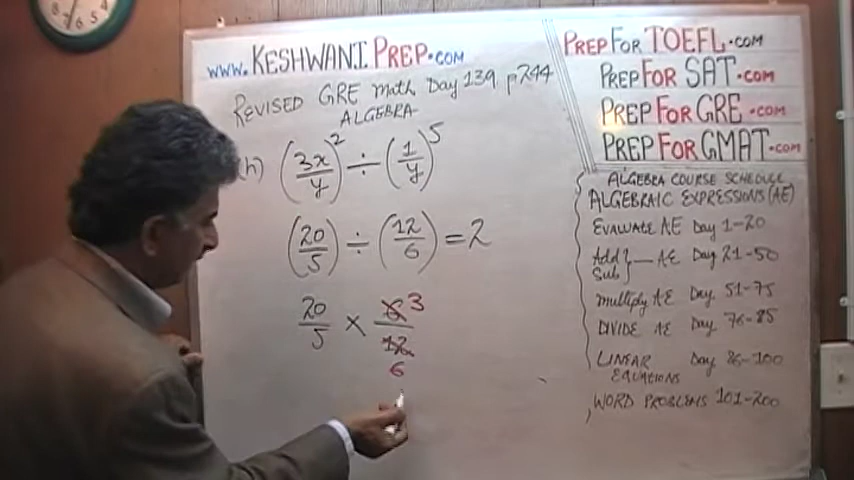 www.KESHWANI PREP.COM
REVISED GRE math Day 139 p244
ALGEBRA
h) (3x/y)² ÷ (1/y)⁵
(20/5) ÷ (12/6) = 2
20/5 × 6 3/12 6
PREP FOR TOEFL.COM
PREP FOR SAT.COM
PREP FOR GRE.COM
PREP FOR GMAT.COM
ALGEBRA COURSE SCHEDULE
ALGEBRAIC EXPRESSIONS (AE)
EVALUATE AE Day 1-20
Add
Sub } — AE Day 21-50
multiply AE Day 51-75
DIVIDE AE Day 76-85
LINEAR Day 86-100
EQUATIONS
WORD PROBLEMS 101-200